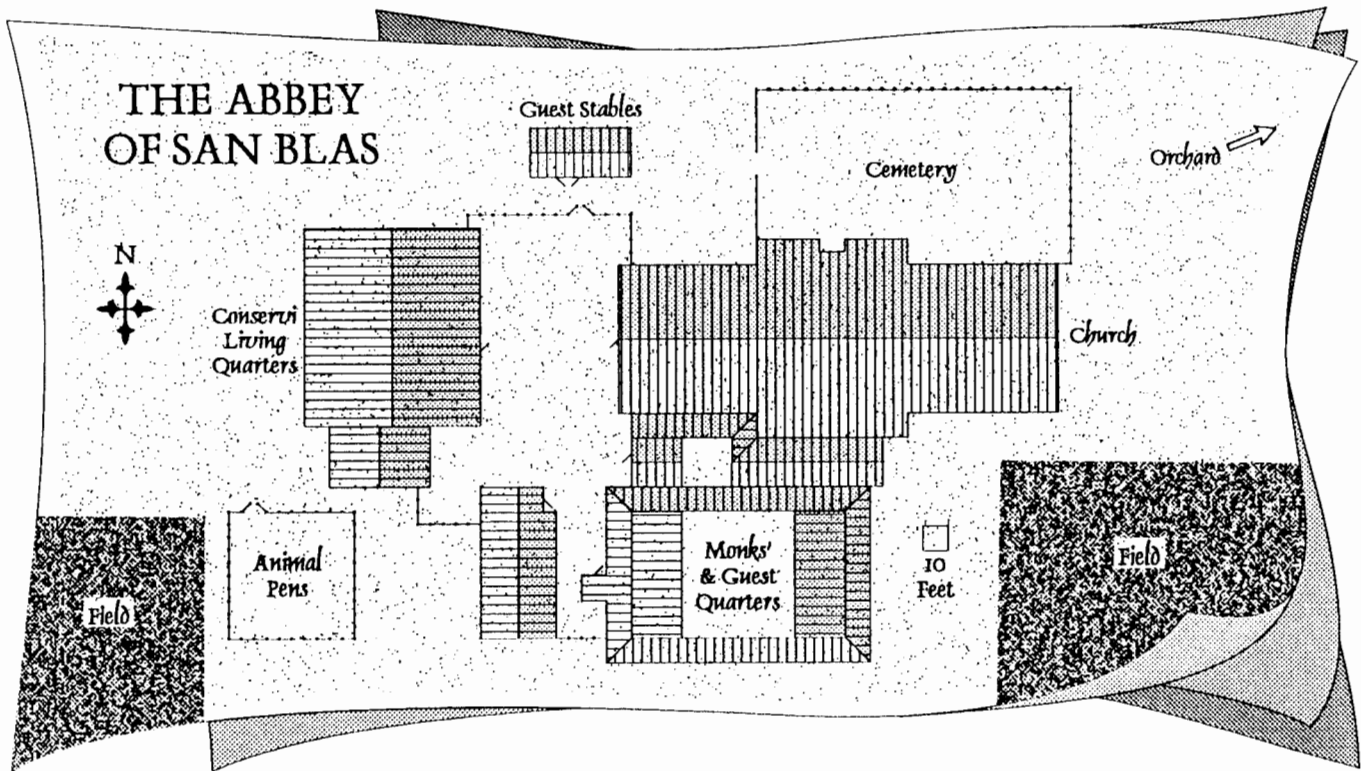 THE ABBEY
OF SAN BLAS
Guest Stables
Cemetery
Orchard
N
Conservi
Living
Quarters
Church
Animal
Pens
Monks'
& Guest
Quarters
10
Feet
Field
Field